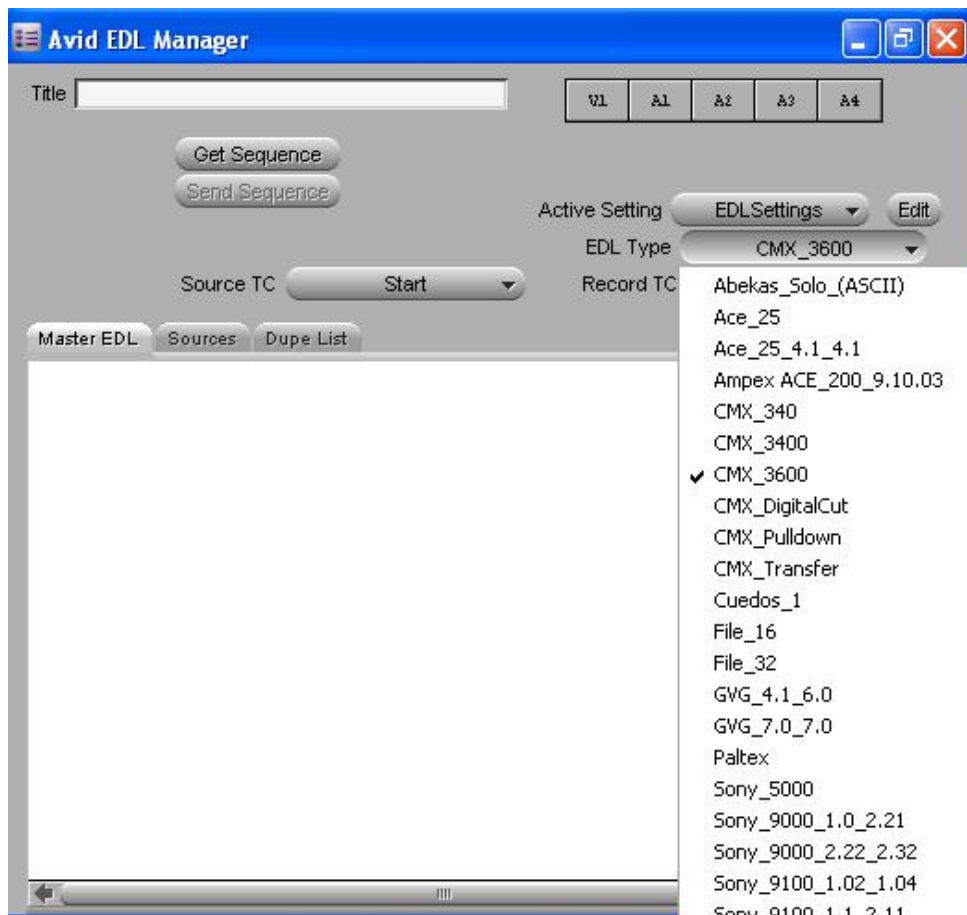 Avid EDL Manager
Title
V1 A1 A2 A3 A4
Get Sequence
Send Sequence
Active Setting EDLSettings Edit
EDL Type CMX_3600
Source TC Start Record TC
Master EDL Sources Dupe List
Abekas_Solo_(ASCII)
Ace_25
Ace_25_4.1_4.1
Ampex ACE_200_9.10.03
CMX_340
CMX_3400
CMX_3600
CMX_DigitalCut
CMX_Pulldown
CMX_Transfer
Cuedos_1
File_16
File_32
GVG_4.1_6.0
GVG_7.0_7.0
Paltex
Sony_5000
Sony_9000_1.0_2.21
Sony_9000_2.22_2.32
Sony_9100_1.02_1.04
Sony_9100_1.1_2.11